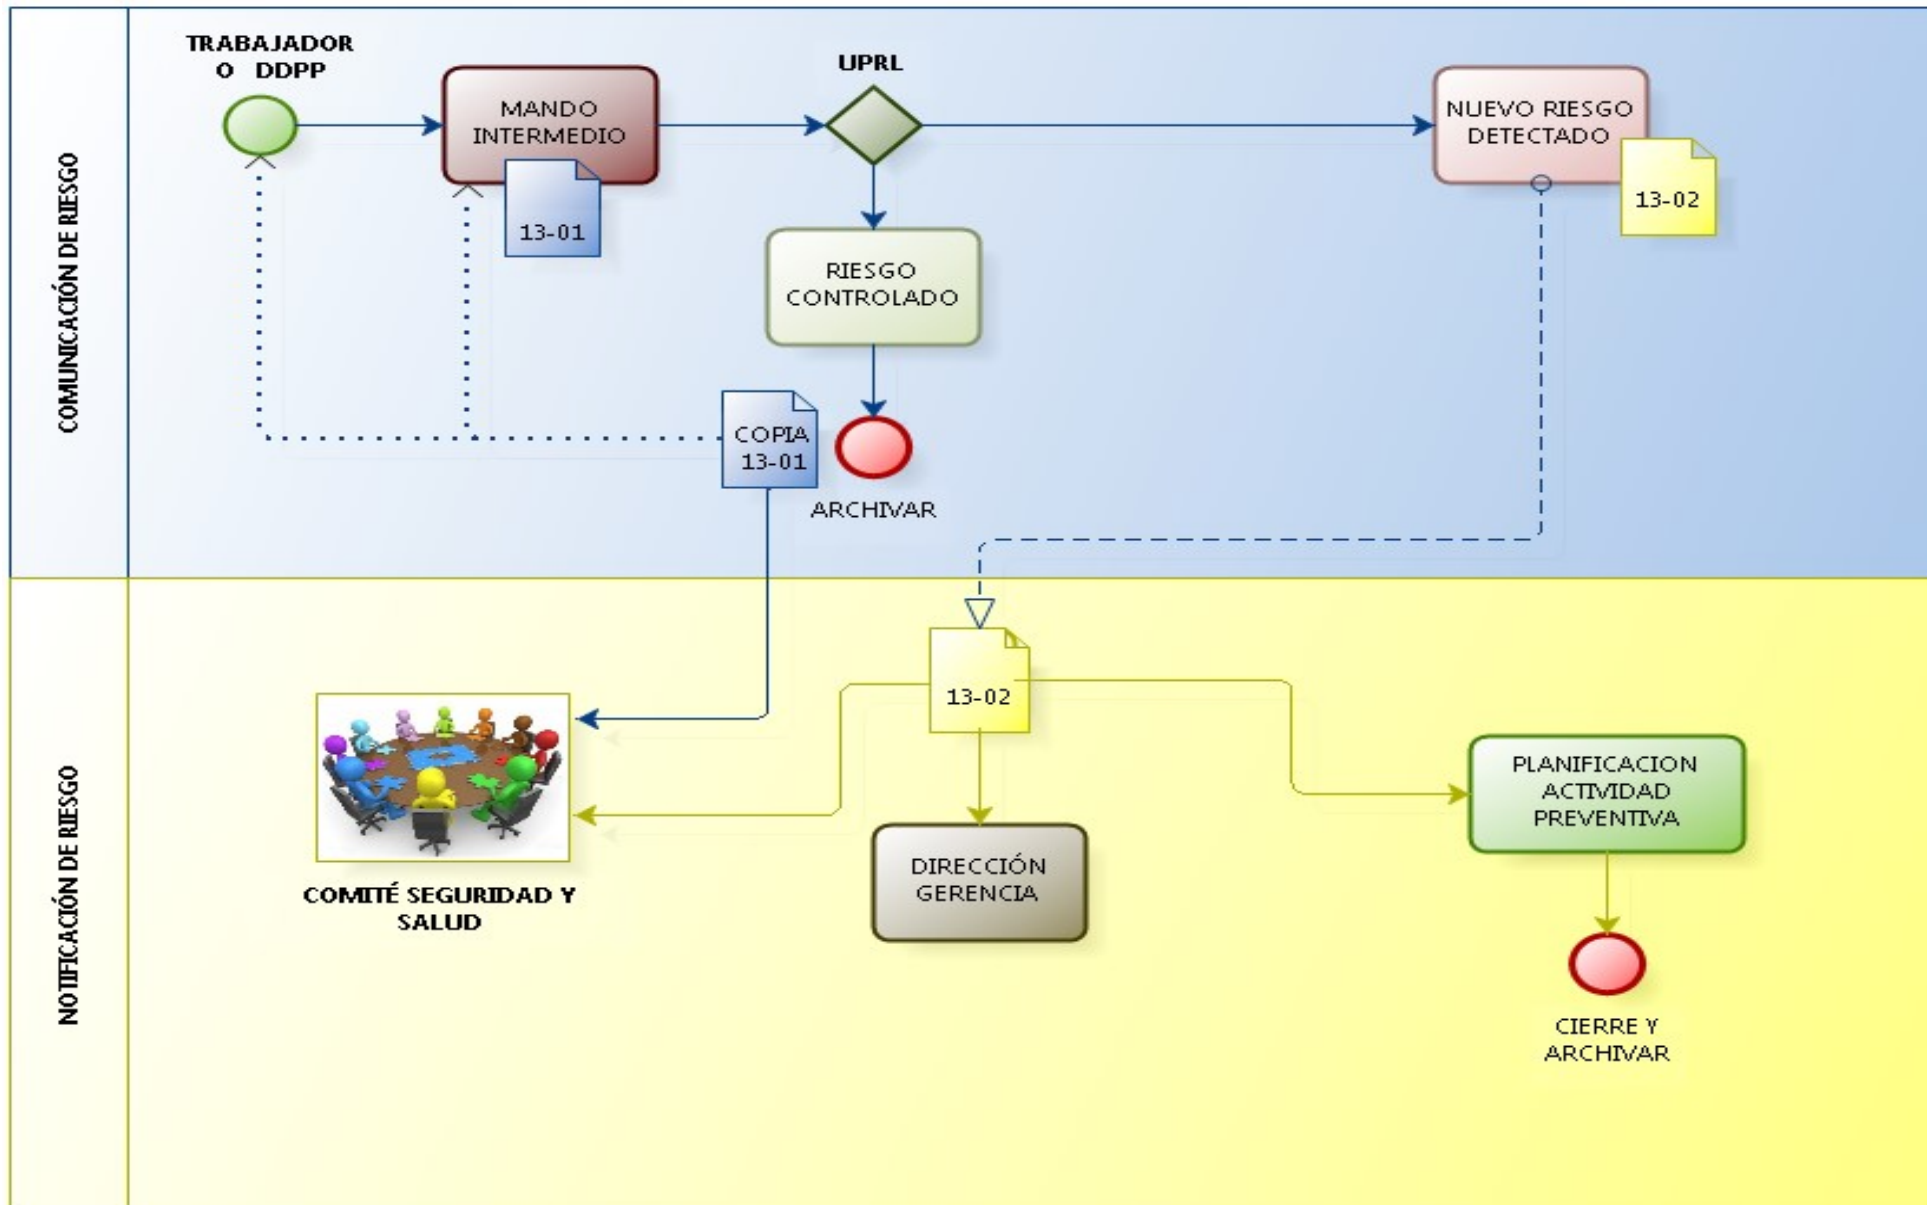 COMUNICACIÓN DE RIESGO
TRABAJADOR
O DDPP
MANDO
INTERMEDIO
13-01
UPRL
NUEVO RIESGO
DETECTADO
13-02
RIESGO
CONTROLADO
COPIA
13-01
ARCHIVAR
NOTIFICACIÓN DE RIESGO
13-02
COMITÉ SEGURIDAD Y
SALUD
DIRECCIÓN
GERENCIA
PLANIFICACION
ACTIVIDAD
PREVENTIVA
CIERRE Y
ARCHIVAR